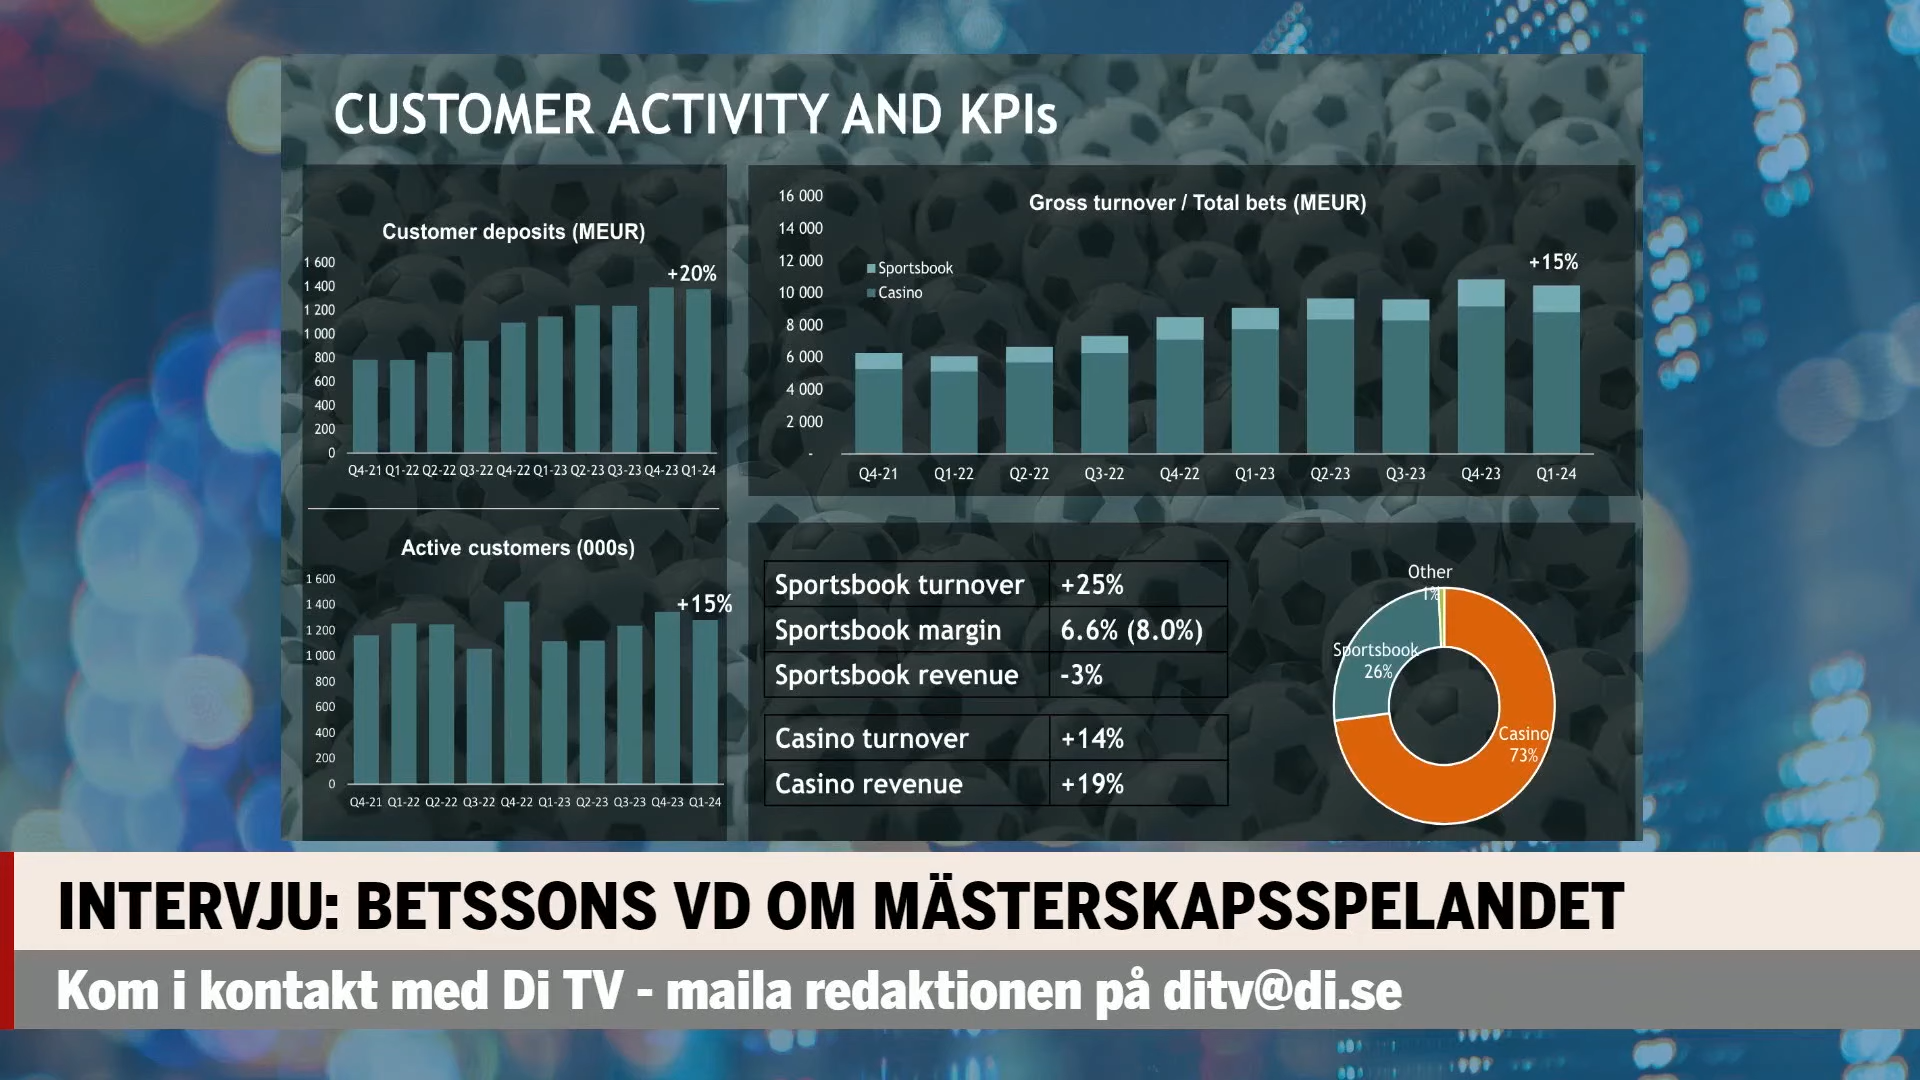 CUSTOMER ACTIVITY AND KPIs
Customer deposits (MEUR)
+20%
1 600
1 400
1 200
1 000
800
600
400
200
0
Q4-21 Q1-22 Q2-22 Q3-22 Q4-22 Q1-23 Q2-23 Q3-23 Q4-23 Q1-24
Active customers (000s)
+15%
1 600
1 400
1 200
1 000
800
600
400
200
0
Q4-21 Q1-22 Q2-22 Q3-22 Q4-22 Q1-23 Q2-23 Q3-23 Q4-23 Q1-24
Gross turnover / Total bets (MEUR)
16 000
14 000
12 000
10 000
8 000
6 000
4 000
2 000
-
Sportsbook
Casino
+15%
Q4-21 Q1-22 Q2-22 Q3-22 Q4-22 Q1-23 Q2-23 Q3-23 Q4-23 Q1-24
Sportsbook turnover +25%
Sportsbook margin 6.6% (8.0%)
Sportsbook revenue -3%
Casino turnover +14%
Casino revenue +19%
Other
1%
Sportsbook
26%
Casino
73%
INTERVJU: BETSSONS VD OM MÄSTERSKAPSSPELANDET
Kom i kontakt med Di TV - maila redaktionen på ditv@di.se